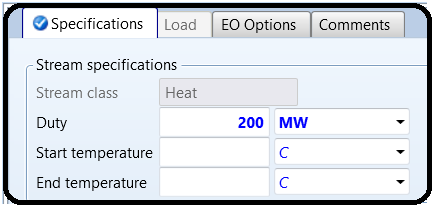 Specifications Load EO Options Comments
Stream specifications
Stream class Heat
Duty 200 MW
Start temperature C
End temperature C